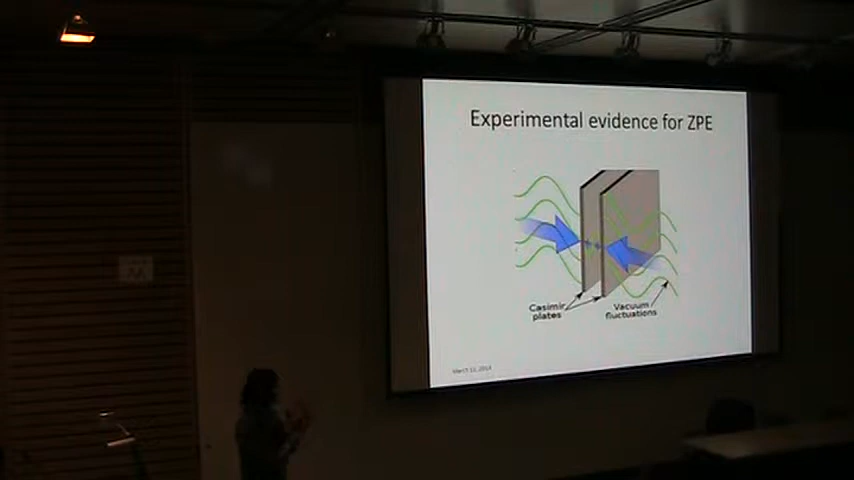 Experimental evidence for ZPE
Casimir
plates
Vacuum
fluctuations